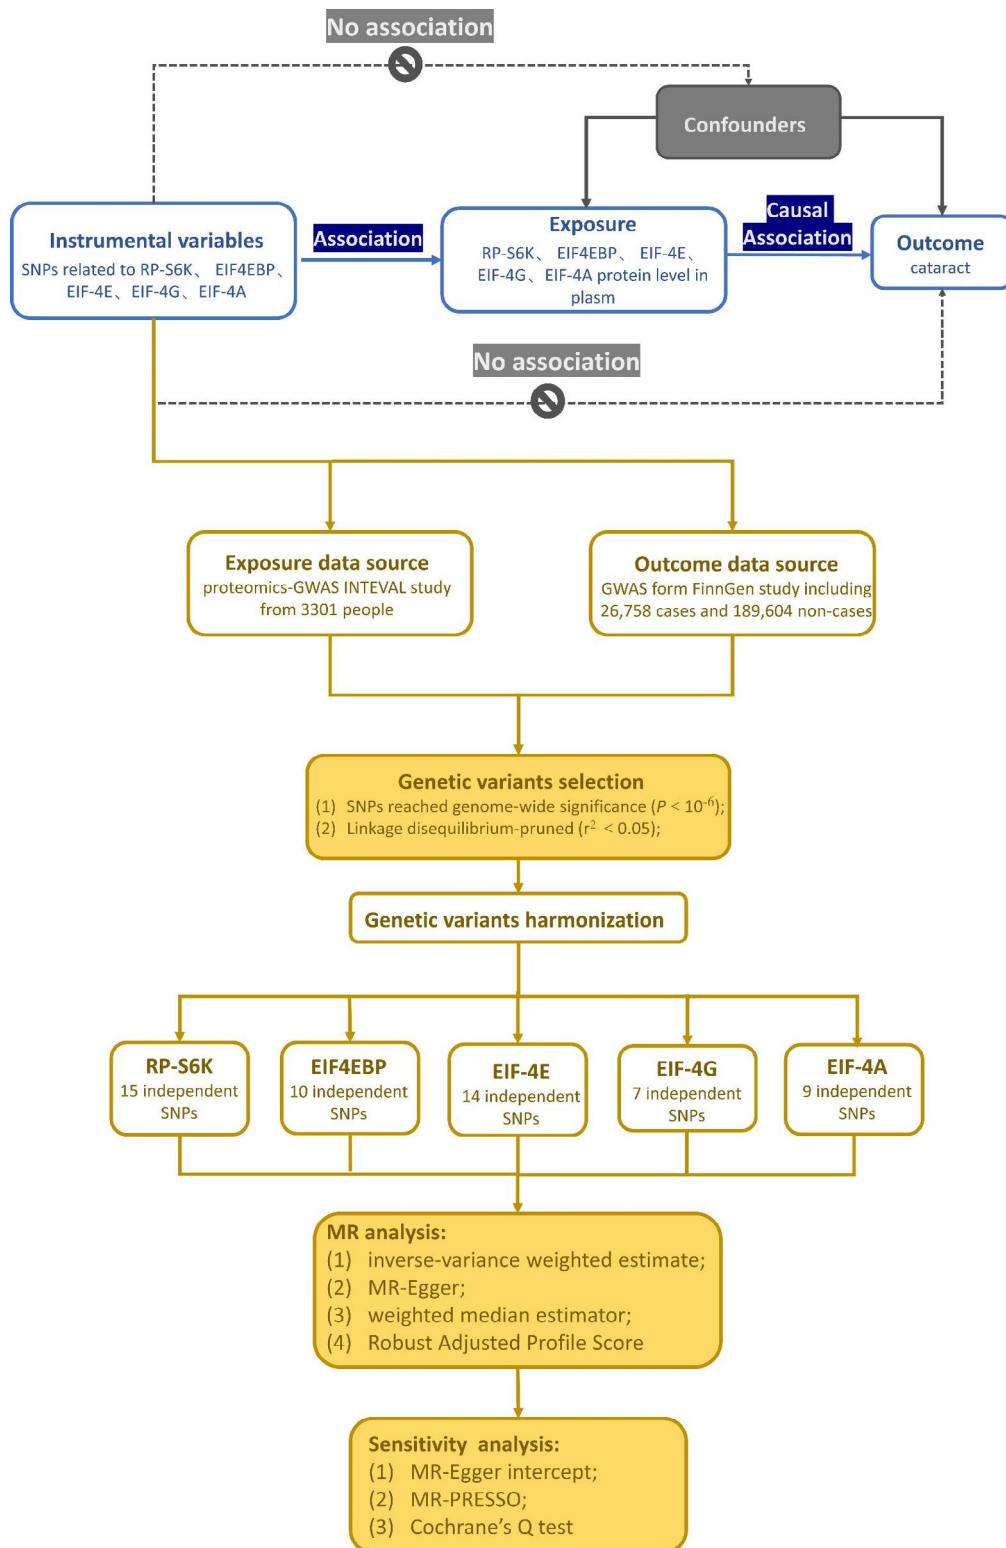 No association
Confounders
Instrumental variables
SNPs related to RP-S6K、 EIF4EBP、
EIF-4E、EIF-4G、EIF-4A
Association
Exposure
RP-S6K、 EIF4EBP、 EIF-4E、
EIF-4G、EIF-4A protein level in
plasm
Causal
Association
Outcome
cataract
No association
Exposure data source
proteomics-GWAS INTEVAL study
from 3301 people
Outcome data source
GWAS form FinnGen study including
26,758 cases and 189,604 non-cases
Genetic variants selection
(1) SNPs reached genome-wide significance (P < 10⁻⁶);
(2) Linkage disequilibrium-pruned (r² < 0.05);
Genetic variants harmonization
RP-S6K
15 independent
SNPs
EIF4EBP
10 independent
SNPs
EIF-4E
14 independent
SNPs
EIF-4G
7 independent
SNPs
EIF-4A
9 independent
SNPs
MR analysis:
(1) inverse-variance weighted estimate;
(2) MR-Egger;
(3) weighted median estimator;
(4) Robust Adjusted Profile Score
Sensitivity analysis:
(1) MR-Egger intercept;
(2) MR-PRESSO;
(3) Cochrane's Q test